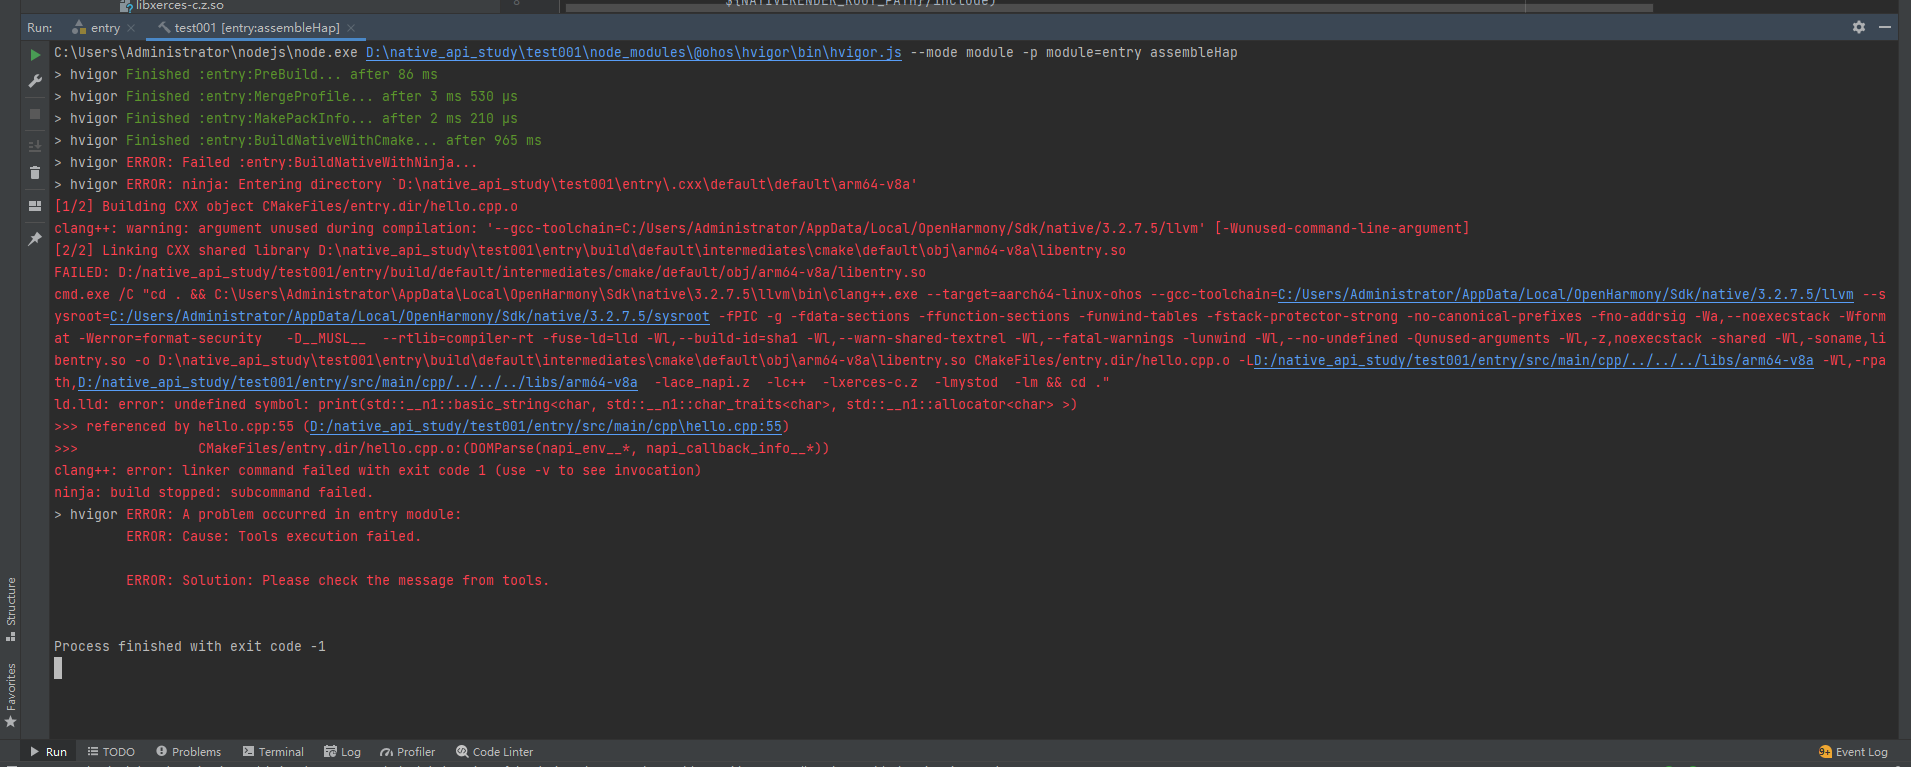 libxerces-c.z.so
${NATIVERENDER_ROOT_PATH}/include)
Run: entry test001 [entry:assembleHap]
C:\Users\Administrator\nodejs\node.exe D:\native_api_study\test001\node_modules\@ohos\hvigor\bin\hvigor.js --mode module -p module=entry assembleHap
> hvigor Finished :entry:PreBuild... after 86 ms
> hvigor Finished :entry:MergeProfile... after 3 ms 530 µs
> hvigor Finished :entry:MakePackInfo... after 2 ms 210 µs
> hvigor Finished :entry:BuildNativeWithCmake... after 965 ms
> hvigor ERROR: Failed :entry:BuildNativeWithNinja...
> hvigor ERROR: ninja: Entering directory `D:\native_api_study\test001\entry\.cxx\default\default\arm64-v8a'
[1/2] Building CXX object CMakeFiles/entry.dir/hello.cpp.o
clang++: warning: argument unused during compilation: '--gcc-toolchain=C:/Users/Administrator/AppData/Local/OpenHarmony/Sdk/native/3.2.7.5/llvm' [-Wunused-command-line-argument]
[2/2] Linking CXX shared library D:\native_api_study\test001\entry\build\default\intermediates\cmake\default\obj\arm64-v8a\libentry.so
FAILED: D:/native_api_study/test001/entry/build/default/intermediates/cmake/default/obj/arm64-v8a/libentry.so
cmd.exe /C "cd . && C:\Users\Administrator\AppData\Local\OpenHarmony\Sdk\native\3.2.7.5\llvm\bin\clang++.exe --target=aarch64-linux-ohos --gcc-toolchain=C:/Users/Administrator/AppData/Local/OpenHarmony/Sdk/native/3.2.7.5/llvm --s
ysroot=C:/Users/Administrator/AppData/Local/OpenHarmony/Sdk/native/3.2.7.5/sysroot -fPIC -g -fdata-sections -ffunction-sections -funwind-tables -fstack-protector-strong -no-canonical-prefixes -fno-addrsig -Wa,--noexecstack -Wform
at -Werror=format-security   -D__MUSL__  --rtlib=compiler-rt -fuse-ld=lld -Wl,--build-id=sha1 -Wl,--warn-shared-textrel -Wl,--fatal-warnings -lunwind -Wl,--no-undefined -Qunused-arguments -Wl,-z,noexecstack -shared -Wl,-soname,li
bentry.so -o D:\native_api_study\test001\entry\build\default\intermediates\cmake\default\obj\arm64-v8a\libentry.so CMakeFiles/entry.dir/hello.cpp.o -LD:/native_api_study/test001/entry/src/main/cpp/../../../libs/arm64-v8a -Wl,-rpa
th,D:/native_api_study/test001/entry/src/main/cpp/../../../libs/arm64-v8a  -lace_napi.z  -lc++  -lxerces-c.z  -lmystod  -lm && cd ."
ld.lld: error: undefined symbol: print(std::__n1::basic_string<char, std::__n1::char_traits<char>, std::__n1::allocator<char> >)
>>> referenced by hello.cpp:55 (D:/native_api_study/test001/entry/src/main/cpp\hello.cpp:55)
>>>               CMakeFiles/entry.dir/hello.cpp.o:(DOMParse(napi_env__*, napi_callback_info__*))
clang++: error: linker command failed with exit code 1 (use -v to see invocation)
ninja: build stopped: subcommand failed.
> hvigor ERROR: A problem occurred in entry module:
ERROR: Cause: Tools execution failed.
ERROR: Solution: Please check the message from tools.
Process finished with exit code -1
Structure
Favorites
Run TODO Problems Terminal Log Profiler Code Linter 9+ Event Log